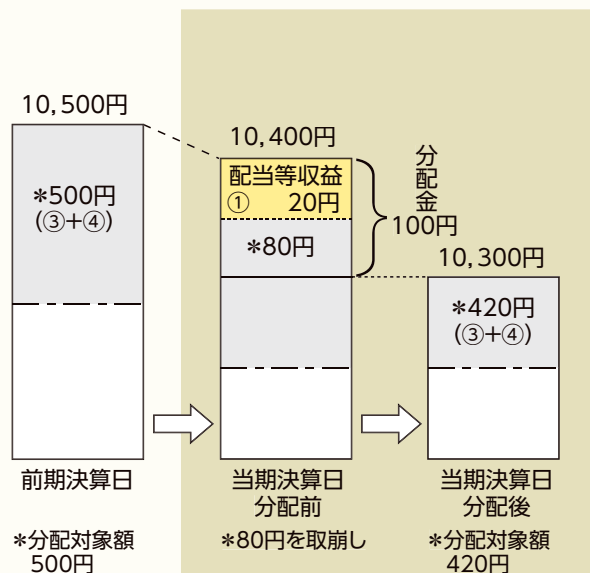 10,500円
＊500円
(③+④)
前期決算日
＊分配対象額
500円
10,400円
配当等収益
① 20円
＊80円
分配金
100円
当期決算日
分配前
＊80円を取崩し
10,300円
＊420円
(③+④)
当期決算日
分配後
＊分配対象額
420円